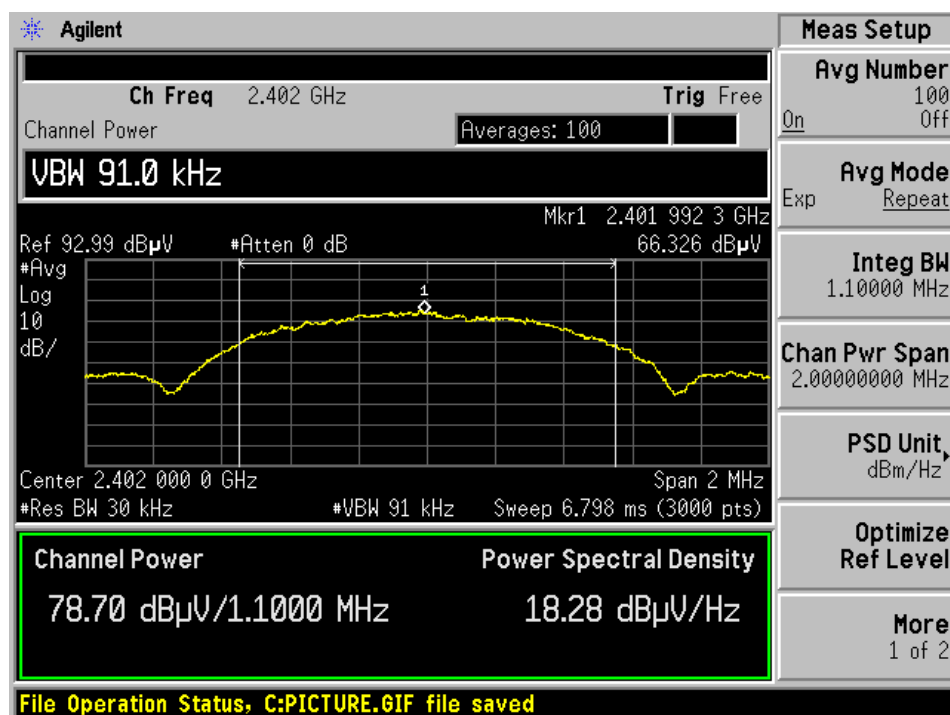 Agilent
Meas Setup
Ch Freq 2.402 GHz Trig Free
Channel Power Averages: 100
VBW 91.0 kHz
Mkr1 2.401 992 3 GHz
Ref 92.99 dBµV #Atten 0 dB 66.326 dBµV
#Avg
Log
10
dB/
1
Center 2.402 000 0 GHz Span 2 MHz
#Res BW 30 kHz #VBW 91 kHz Sweep 6.798 ms (3000 pts)
Channel Power Power Spectral Density
78.70 dBµV/1.1000 MHz 18.28 dBµV/Hz
File Operation Status, C:PICTURE.GIF file saved
Avg Number
100
On Off
Avg Mode
Exp Repeat
Integ BW
1.10000 MHz
Chan Pwr Span
2.00000000 MHz
PSD Unit
dBm/Hz
Optimize
Ref Level
More
1 of 2